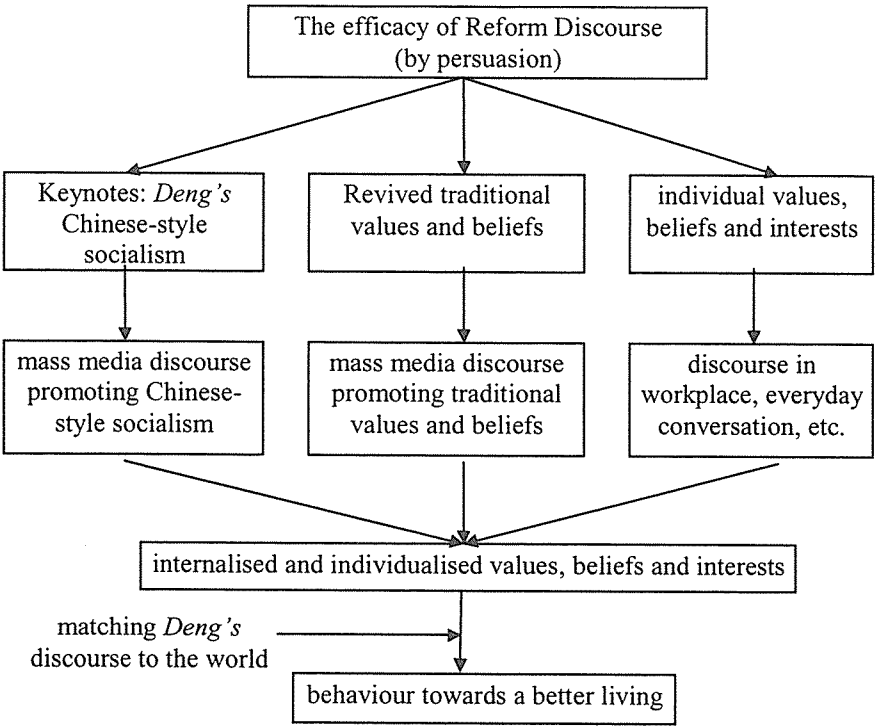 The efficacy of Reform Discourse
(by persuasion)
Keynotes: Deng's
Chinese-style
socialism
Revived traditional
values and beliefs
individual values,
beliefs and interests
mass media discourse
promoting Chinese-
style socialism
mass media discourse
promoting traditional
values and beliefs
discourse in
workplace, everyday
conversation, etc.
internalised and individualised values, beliefs and interests
matching Deng's
discourse to the world
behaviour towards a better living